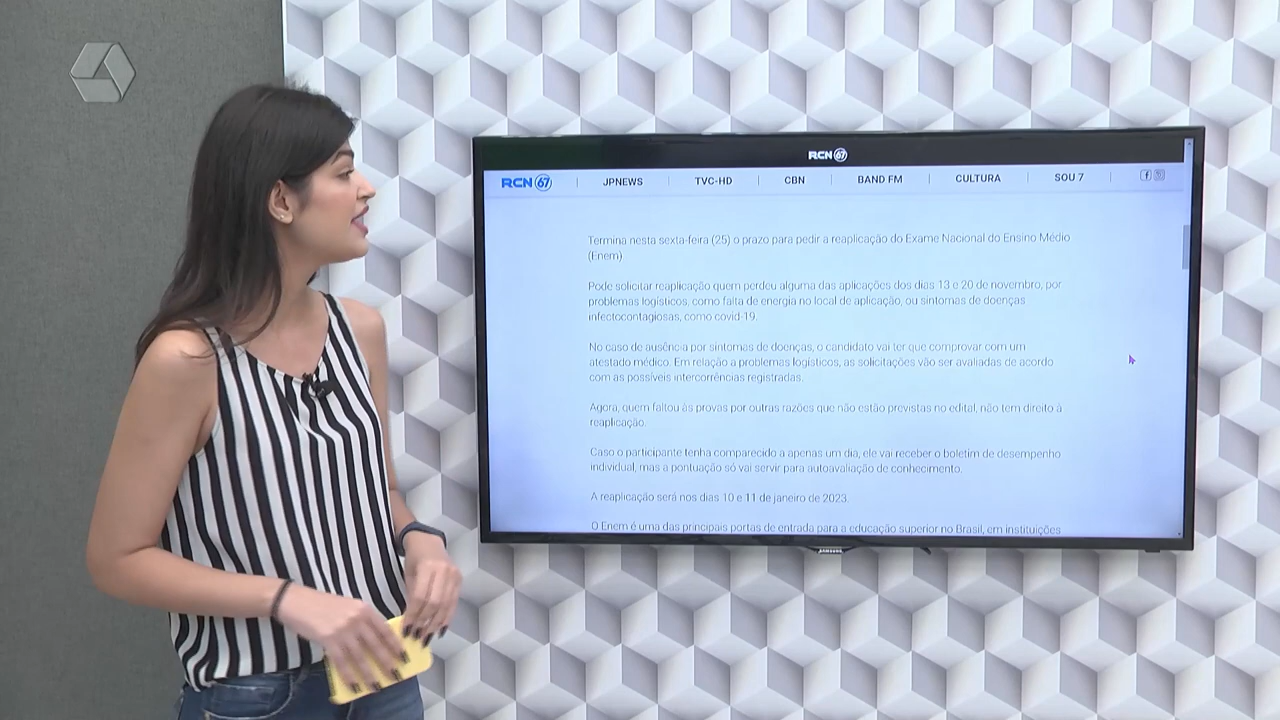 RCN 67
RCN 67 JPNEWS TVC-HD CBN BAND FM CULTURA SOU 7
Termina nesta sexta-feira (25) o prazo para pedir a reaplicação do Exame Nacional do Ensino Médio
(Enem)
Pode solicitar reaplicação quem perdeu alguma das aplicações dos dias 13 e 20 de novembro, por
problemas logísticos, como falta de energia no local de aplicação, ou sintomas de doenças
infectocontagiosas, como covid-19.
No caso de ausência por sintomas de doenças, o candidato vai ter que comprovar com um
atestado médico. Em relação a problemas logísticos, as solicitações vão ser avaliadas de acordo
com as possíveis intercorrências registradas.
Agora, quem faltou às provas por outras razões que não estão previstas no edital, não tem direito à
reaplicação.
Caso o participante tenha comparecido a apenas um dia, ele vai receber o boletim de desempenho
individual, mas a pontuação só vai servir para autoavaliação de conhecimento.
A reaplicação será nos dias 10 e 11 de janeiro de 2023.
O Enem é uma das principais portas de entrada para a educação superior no Brasil, em instituições
SAMSUNG